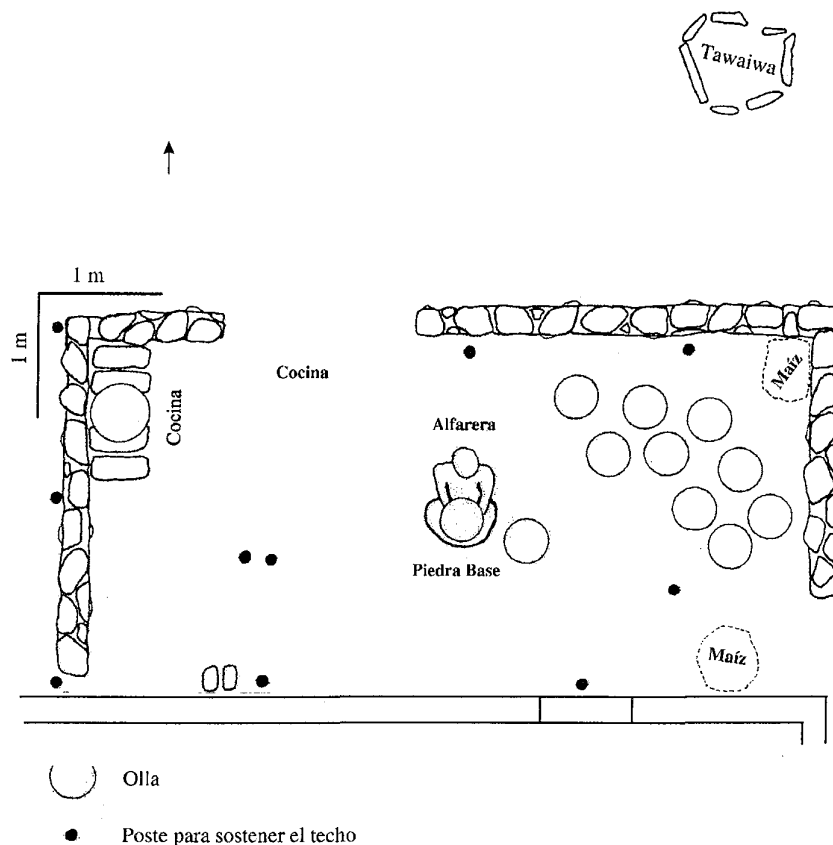 Tawaiwa
1 m
1 m
Cocina
Cocina
Maíz
Alfarera
Piedra Base
Maíz
Olla
Poste para sostener el techo